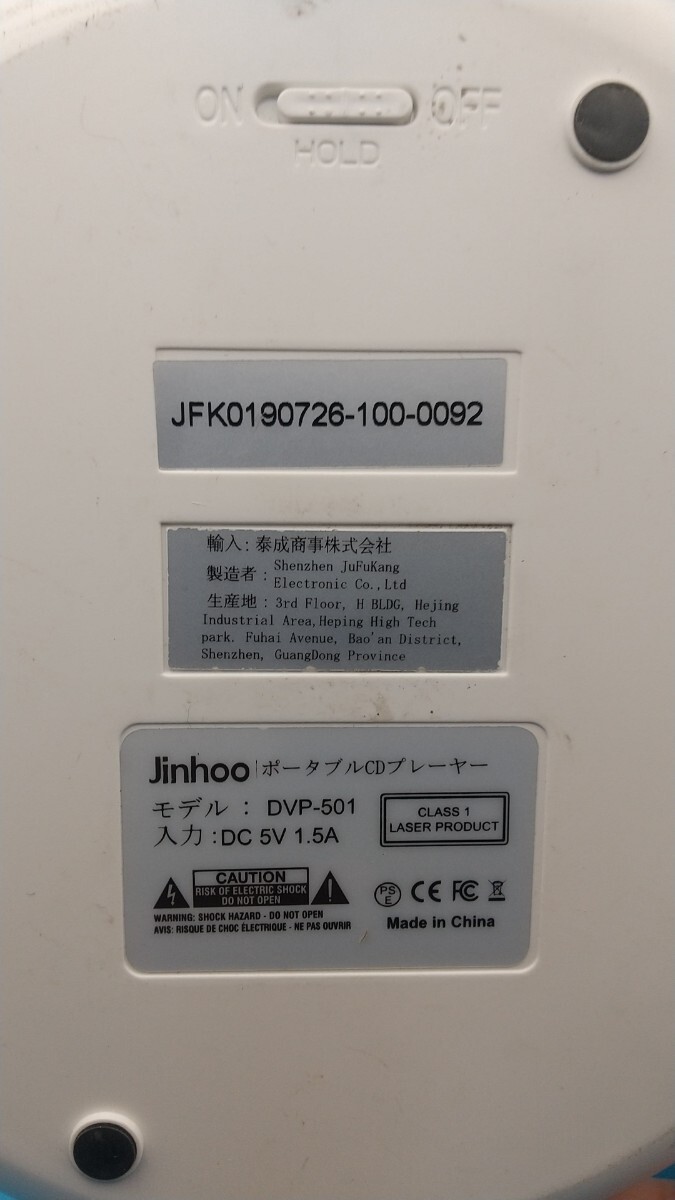 ON OFF
HOLD
JFK0190726-100-0092
輸入: 泰成商事株式会社
製造者: Shenzhen JuFuKang
Electronic Co.,Ltd
生産地: 3rd Floor, H BLDG, Hejing
Industrial Area,Heping High Tech
park. Fuhai Avenue, Bao'an District,
Shenzhen, GuangDong Province
Jinhoo|ポータブルCDプレーヤー
モデル : DVP-501
入力:DC 5V 1.5A
CLASS 1
LASER PRODUCT
CAUTION
RISK OF ELECTRIC SHOCK
DO NOT OPEN
WARNING: SHOCK HAZARD - DO NOT OPEN
AVIS: RISQUE DE CHOC ÉLECTRIQUE - NE PAS OUVRIR
PS
E
CE FC
Made in China